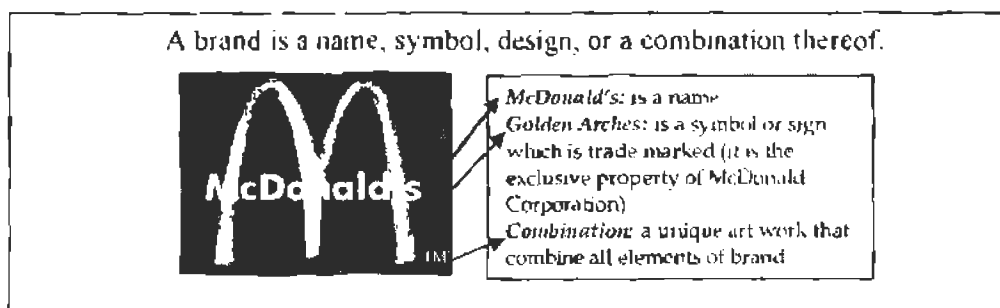 A brand is a name, symbol, design, or a combination thereof.
McDonald's
TM
McDonald's: is a name
Golden Arches: is a symbol or sign
which is trade marked (it is the
exclusive property of McDonald
Corporation)
Combination: a unique art work that
combine all elements of brand